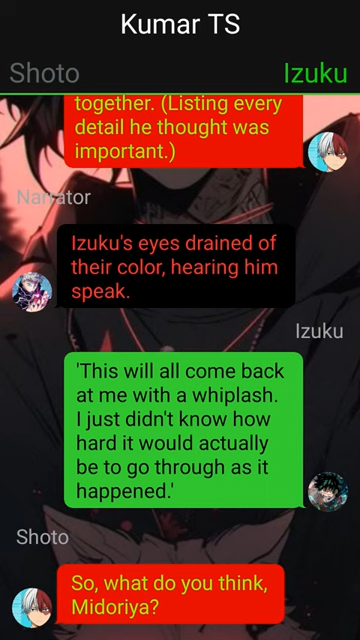 Kumar TS
Shoto
Izuku
together. (Listing every
detail he thought was
important.)
Narrator
Izuku's eyes drained of
their color, hearing him
speak.
Izuku
'This will all come back
at me with a whiplash.
I just didn't know how
hard it would actually
be to go through as it
happened.'
Shoto
So, what do you think,
Midoriya?